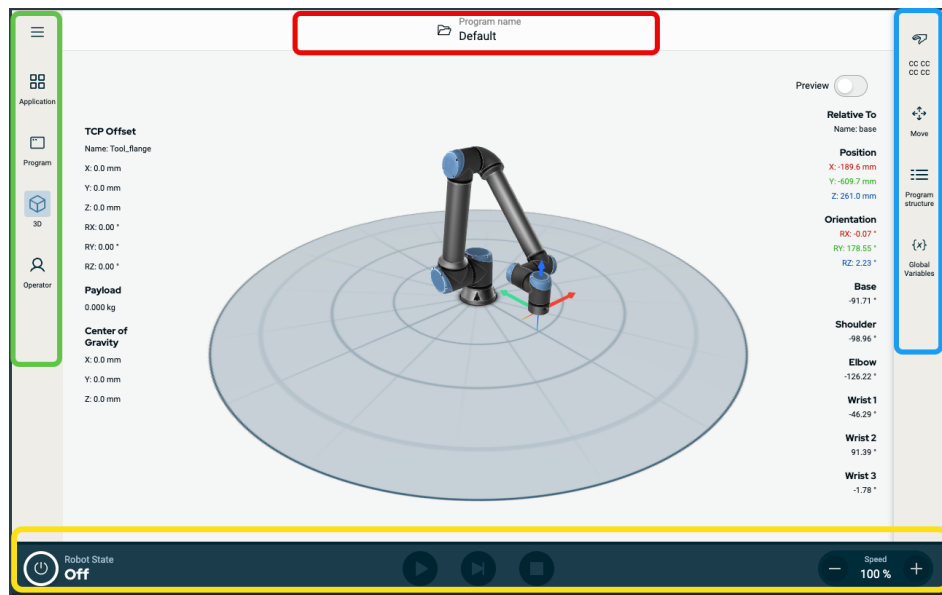 Program name
Default
Application
Program
3D
Operator
TCP Offset
Name: Tool_flange
X: 0.0 mm
Y: 0.0 mm
Z: 0.0 mm
RX: 0.00 °
RY: 0.00 °
RZ: 0.00 °
Payload
0.000 kg
Center of
Gravity
X: 0.0 mm
Y: 0.0 mm
Z: 0.0 mm
Preview
Relative To
Name: base
Position
X: -189.6 mm
Y: -609.7 mm
Z: 261.0 mm
Orientation
RX: -0.07 °
RY: 178.55 °
RZ: 2.23 °
Base
-91.71 °
Shoulder
-98.96 °
Elbow
-126.22 °
Wrist 1
-46.29 °
Wrist 2
91.39 °
Wrist 3
-1.78 °
CC CC
CC CC
Move
Program
structure
{x}
Global
Variables
Robot State
Off
Speed
100 %